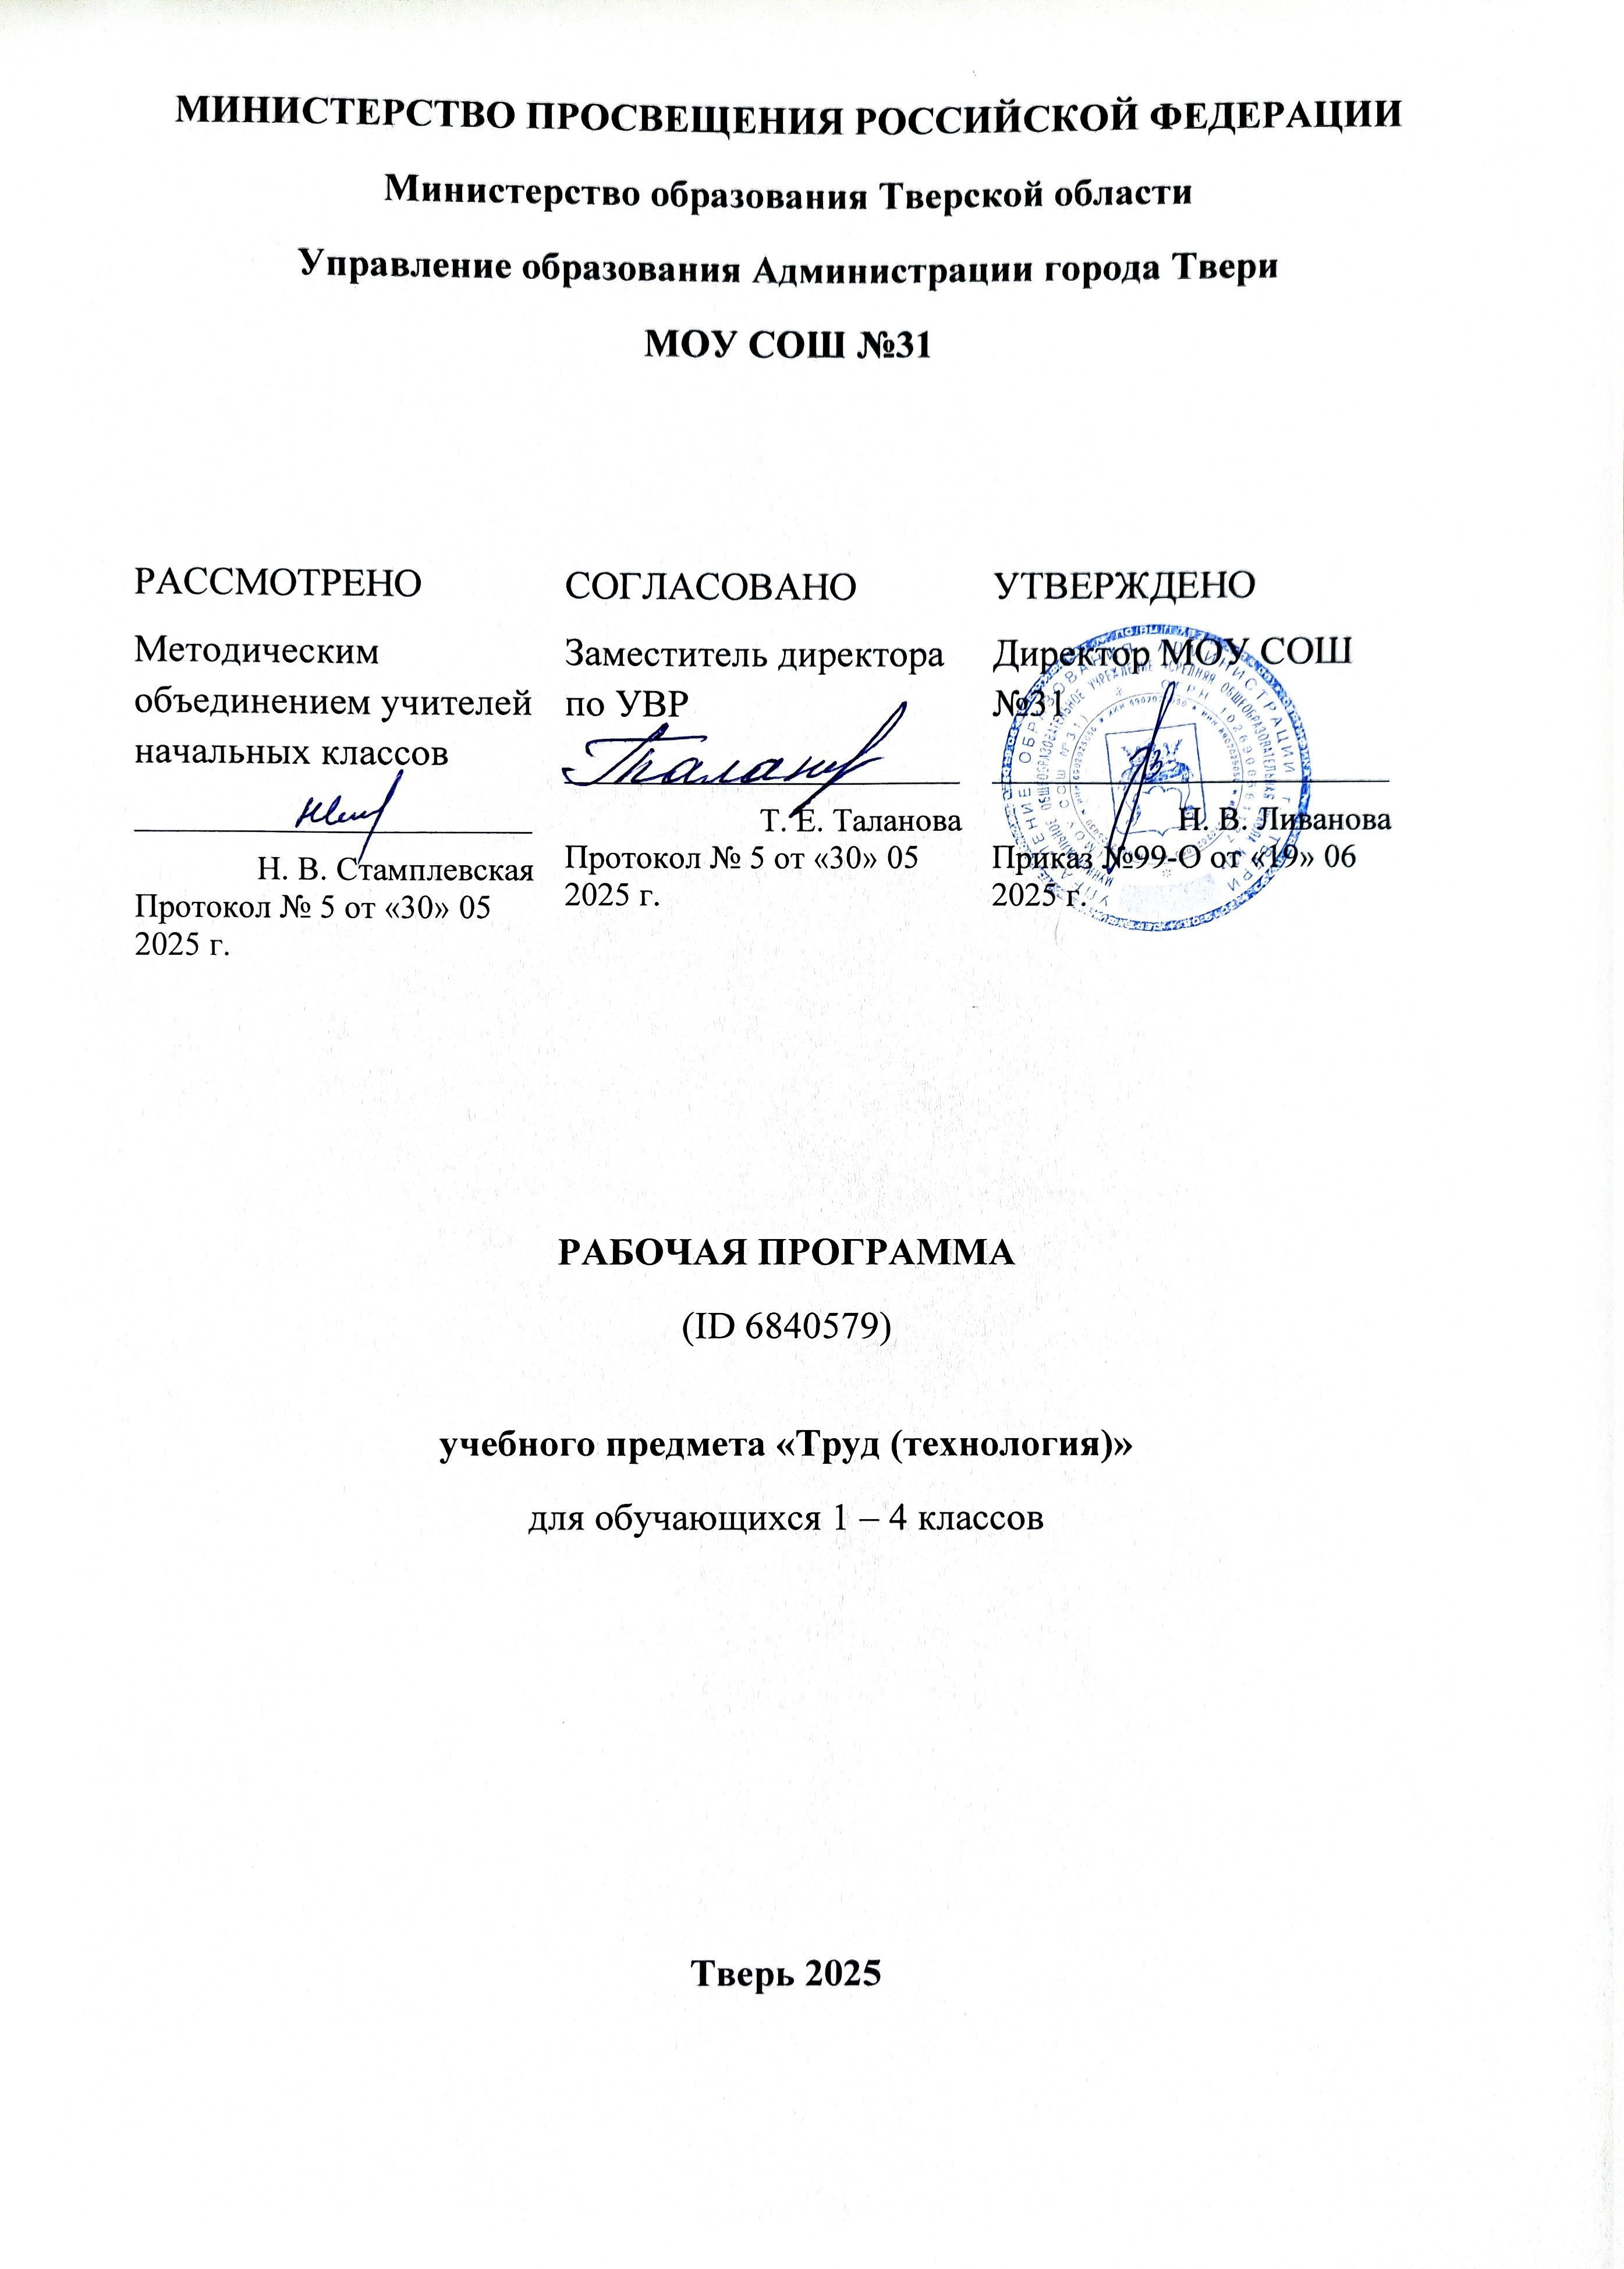 МИНИСТЕРСТВО ПРОСВЕЩЕНИЯ РОССИЙСКОЙ ФЕДЕРАЦИИ
Министерство образования Тверской области
Управление образования Администрации города Твери
МОУ СОШ №31
РАССМОТРЕНО
Методическим
объединением учителей
начальных классов
Н. В. Стамплевская
Протокол № 5 от «30» 05
2025 г.
СОГЛАСОВАНО
Заместитель директора
по УВР
Т. Е. Таланова
Протокол № 5 от «30» 05
2025 г.
УТВЕРЖДЕНО
Директор МОУ СОШ
№31
Н. В. Ливанова
Приказ №99-О от «19» 06
2025 г.
РАБОЧАЯ ПРОГРАММА
(ID 6840579)
учебного предмета «Труд (технология)»
для обучающихся 1 – 4 классов
Тверь 2025